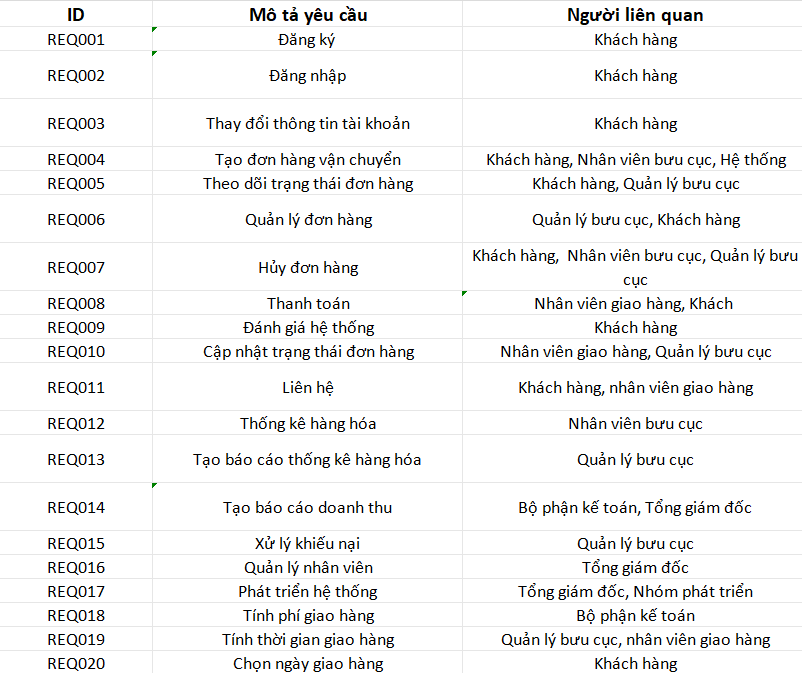 ID Mô tả yêu cầu Người liên quan
REQ001 Đăng ký Khách hàng
REQ002 Đăng nhập Khách hàng
REQ003 Thay đổi thông tin tài khoản Khách hàng
REQ004 Tạo đơn hàng vận chuyển Khách hàng, Nhân viên bưu cục, Hệ thống
REQ005 Theo dõi trạng thái đơn hàng Khách hàng, Quản lý bưu cục
REQ006 Quản lý đơn hàng Quản lý bưu cục, Khách hàng
REQ007 Hủy đơn hàng Khách hàng, Nhân viên bưu cục, Quản lý bưu
cục
REQ008 Thanh toán Nhân viên giao hàng, Khách
REQ009 Đánh giá hệ thống Khách hàng
REQ010 Cập nhật trạng thái đơn hàng Nhân viên giao hàng, Quản lý bưu cục
REQ011 Liên hệ Khách hàng, nhân viên giao hàng
REQ012 Thống kê hàng hóa Nhân viên bưu cục
REQ013 Tạo báo cáo thống kê hàng hóa Quản lý bưu cục
REQ014 Tạo báo cáo doanh thu Bộ phận kế toán, Tổng giám đốc
REQ015 Xử lý khiếu nại Quản lý bưu cục
REQ016 Quản lý nhân viên Tổng giám đốc
REQ017 Phát triển hệ thống Tổng giám đốc, Nhóm phát triển
REQ018 Tính phí giao hàng Bộ phận kế toán
REQ019 Tính thời gian giao hàng Quản lý bưu cục, nhân viên giao hàng
REQ020 Chọn ngày giao hàng Khách hàng